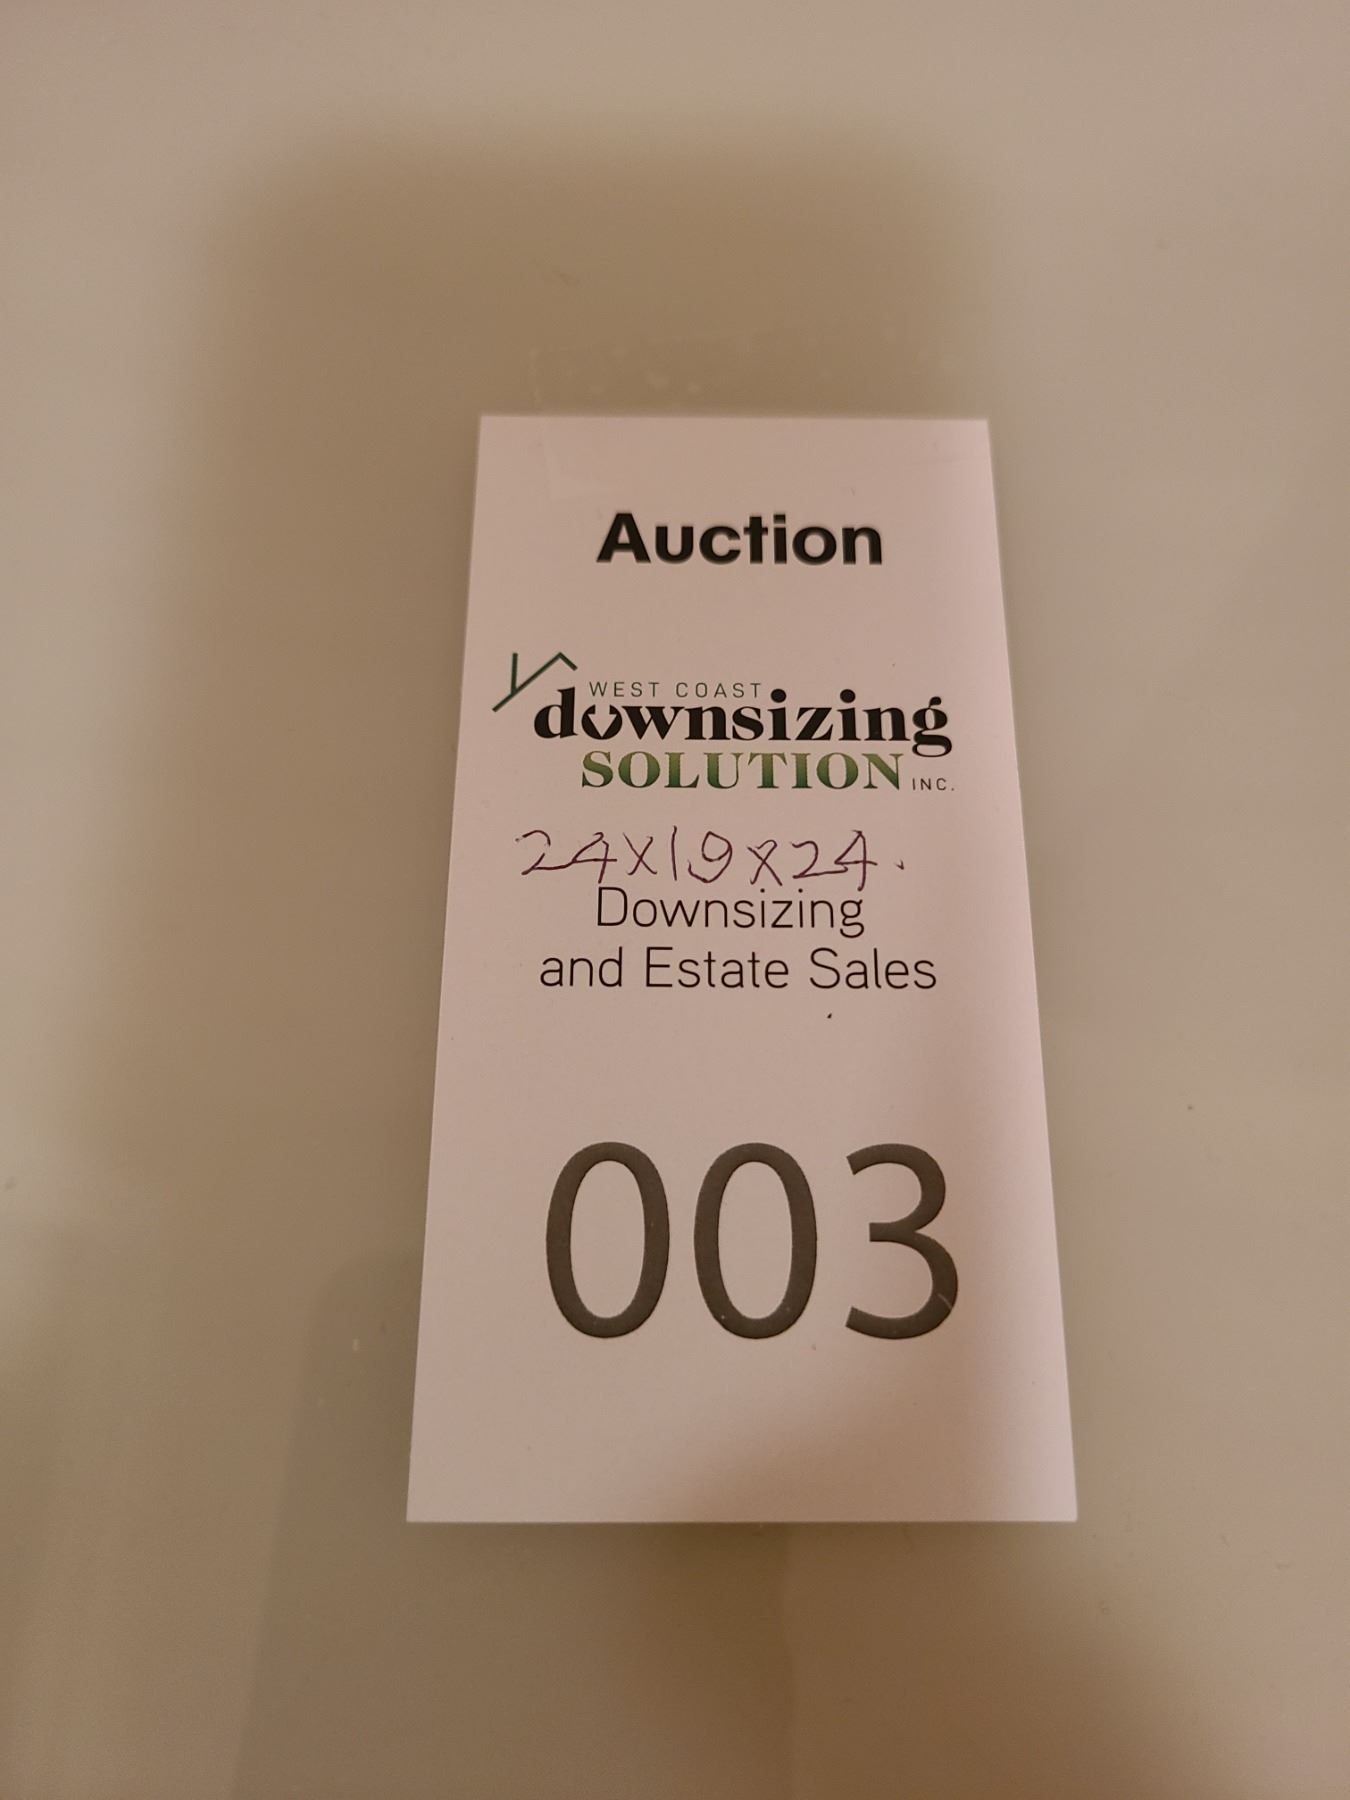 Auction
WEST COAST
downsizing
SOLUTION INC.
24x19x24.
Downsizing
and Estate Sales
003